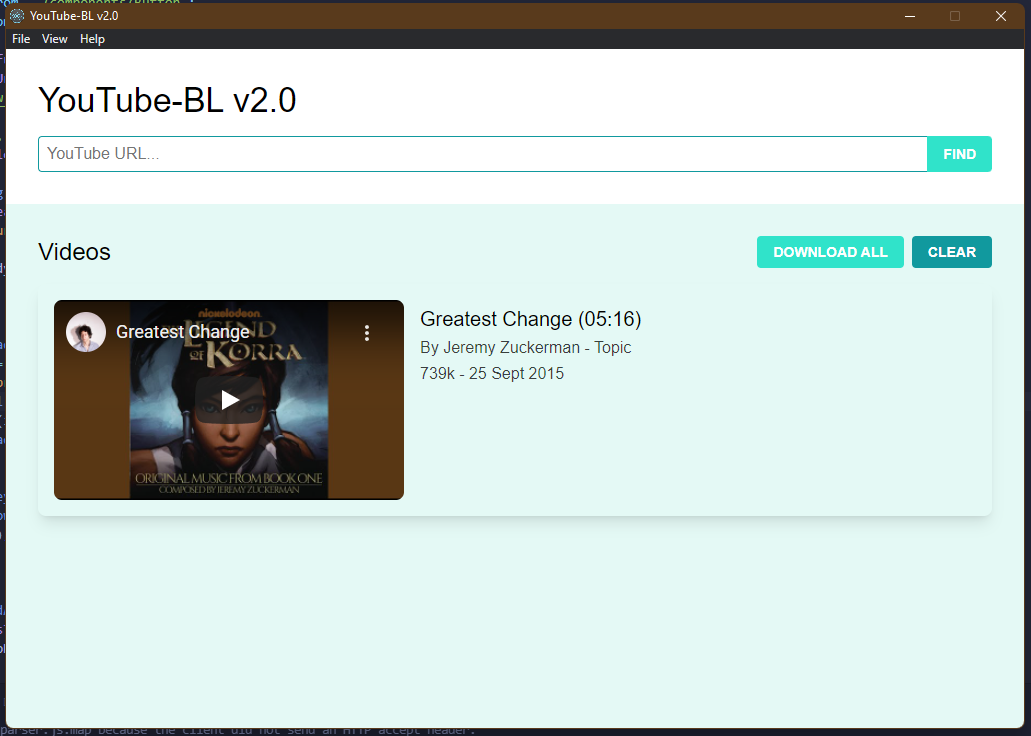 YouTube-BL v2.0
File View Help
YouTube-BL v2.0
YouTube URL...
FIND
Videos
DOWNLOAD ALL
CLEAR
Greatest Change
nickelodeon
LEGEND
OF KORRA
ORIGINAL MUSIC FROM BOOK ONE
COMPOSED BY JEREMY ZUCKERMAN
Greatest Change (05:16)
By Jeremy Zuckerman - Topic
739k - 25 Sept 2015
parser.js.map because the client did not send an HTTP accept header.